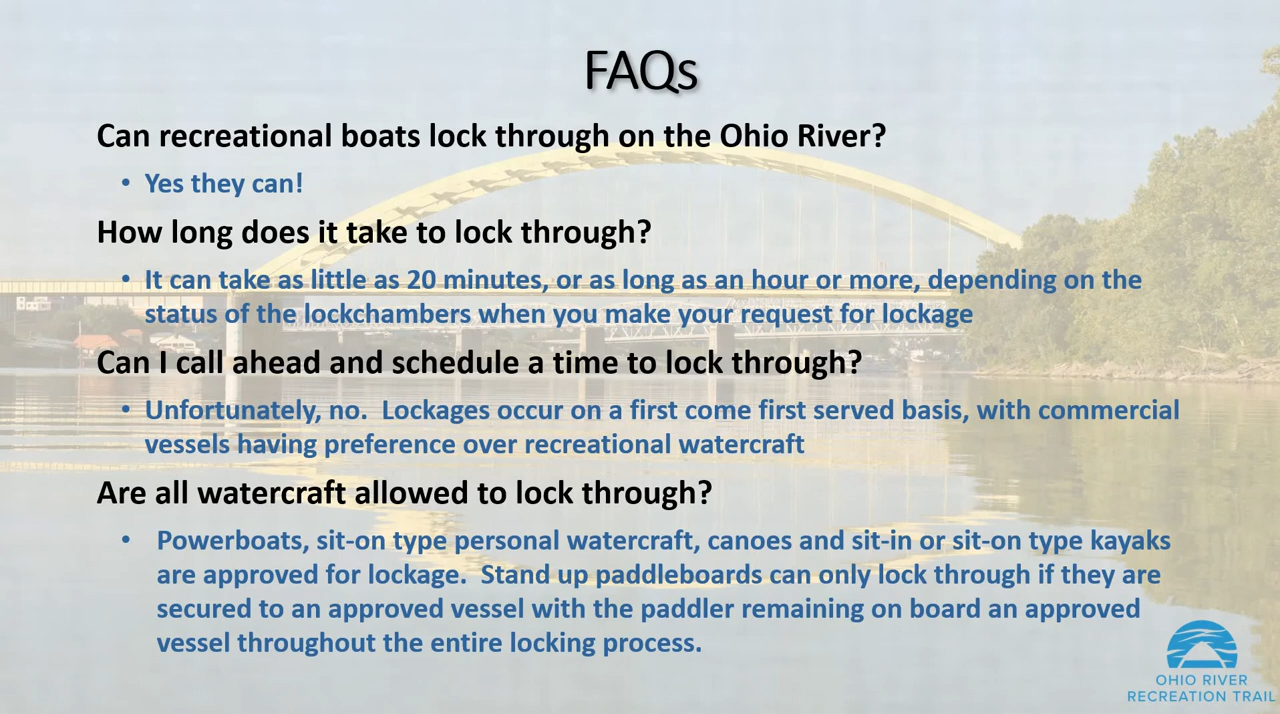 FAQs
Can recreational boats lock through on the Ohio River?
• Yes they can!
How long does it take to lock through?
• It can take as little as 20 minutes, or as long as an hour or more, depending on the
status of the lockchambers when you make your request for lockage
Can I call ahead and schedule a time to lock through?
• Unfortunately, no.  Lockages occur on a first come first served basis, with commercial
vessels having preference over recreational watercraft
Are all watercraft allowed to lock through?
• Powerboats, sit-on type personal watercraft, canoes and sit-in or sit-on type kayaks
are approved for lockage.  Stand up paddleboards can only lock through if they are
secured to an approved vessel with the paddler remaining on board an approved
vessel throughout the entire locking process.
OHIO RIVER
RECREATION TRAIL